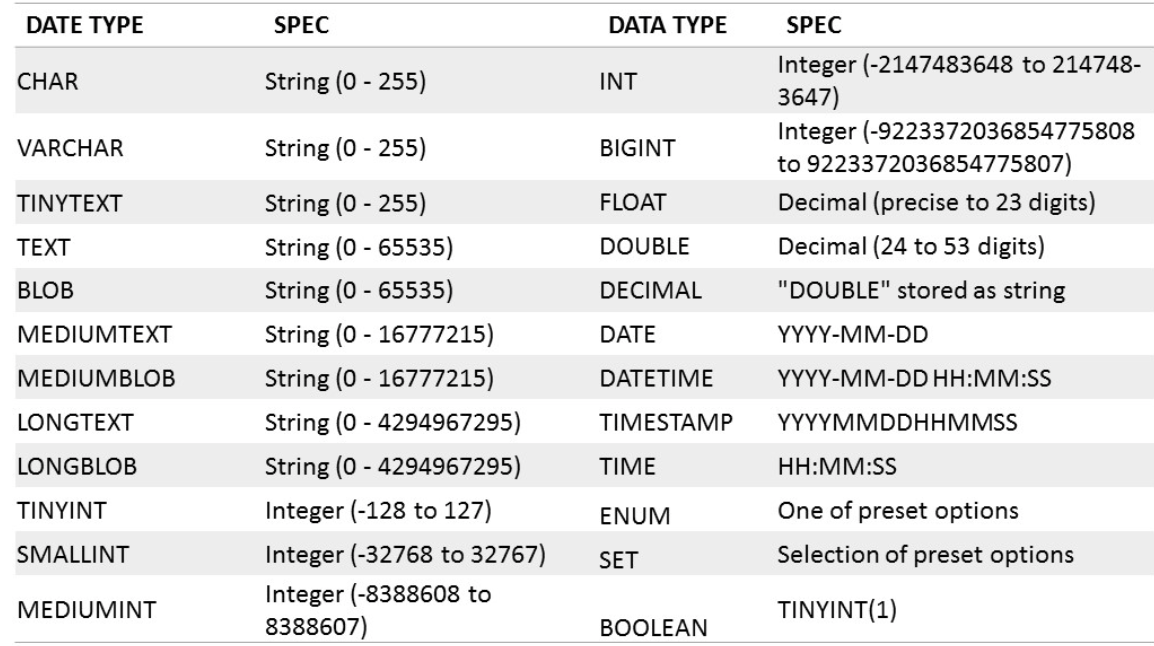 DATE TYPE SPEC DATA TYPE SPEC
CHAR String (0 - 255) INT Integer (-2147483648 to 214748-
3647)
VARCHAR String (0 - 255) BIGINT Integer (-9223372036854775808
to 9223372036854775807)
TINYTEXT String (0 - 255) FLOAT Decimal (precise to 23 digits)
TEXT String (0 - 65535) DOUBLE Decimal (24 to 53 digits)
BLOB String (0 - 65535) DECIMAL "DOUBLE" stored as string
MEDIUMTEXT String (0 - 16777215) DATE YYYY-MM-DD
MEDIUMBLOB String (0 - 16777215) DATETIME YYYY-MM-DD HH:MM:SS
LONGTEXT String (0 - 4294967295) TIMESTAMP YYYYMMDDHHMMSS
LONGBLOB String (0 - 4294967295) TIME HH:MM:SS
TINYINT Integer (-128 to 127) ENUM One of preset options
SMALLINT Integer (-32768 to 32767) SET Selection of preset options
MEDIUMINT Integer (-8388608 to
8388607) BOOLEAN TINYINT(1)